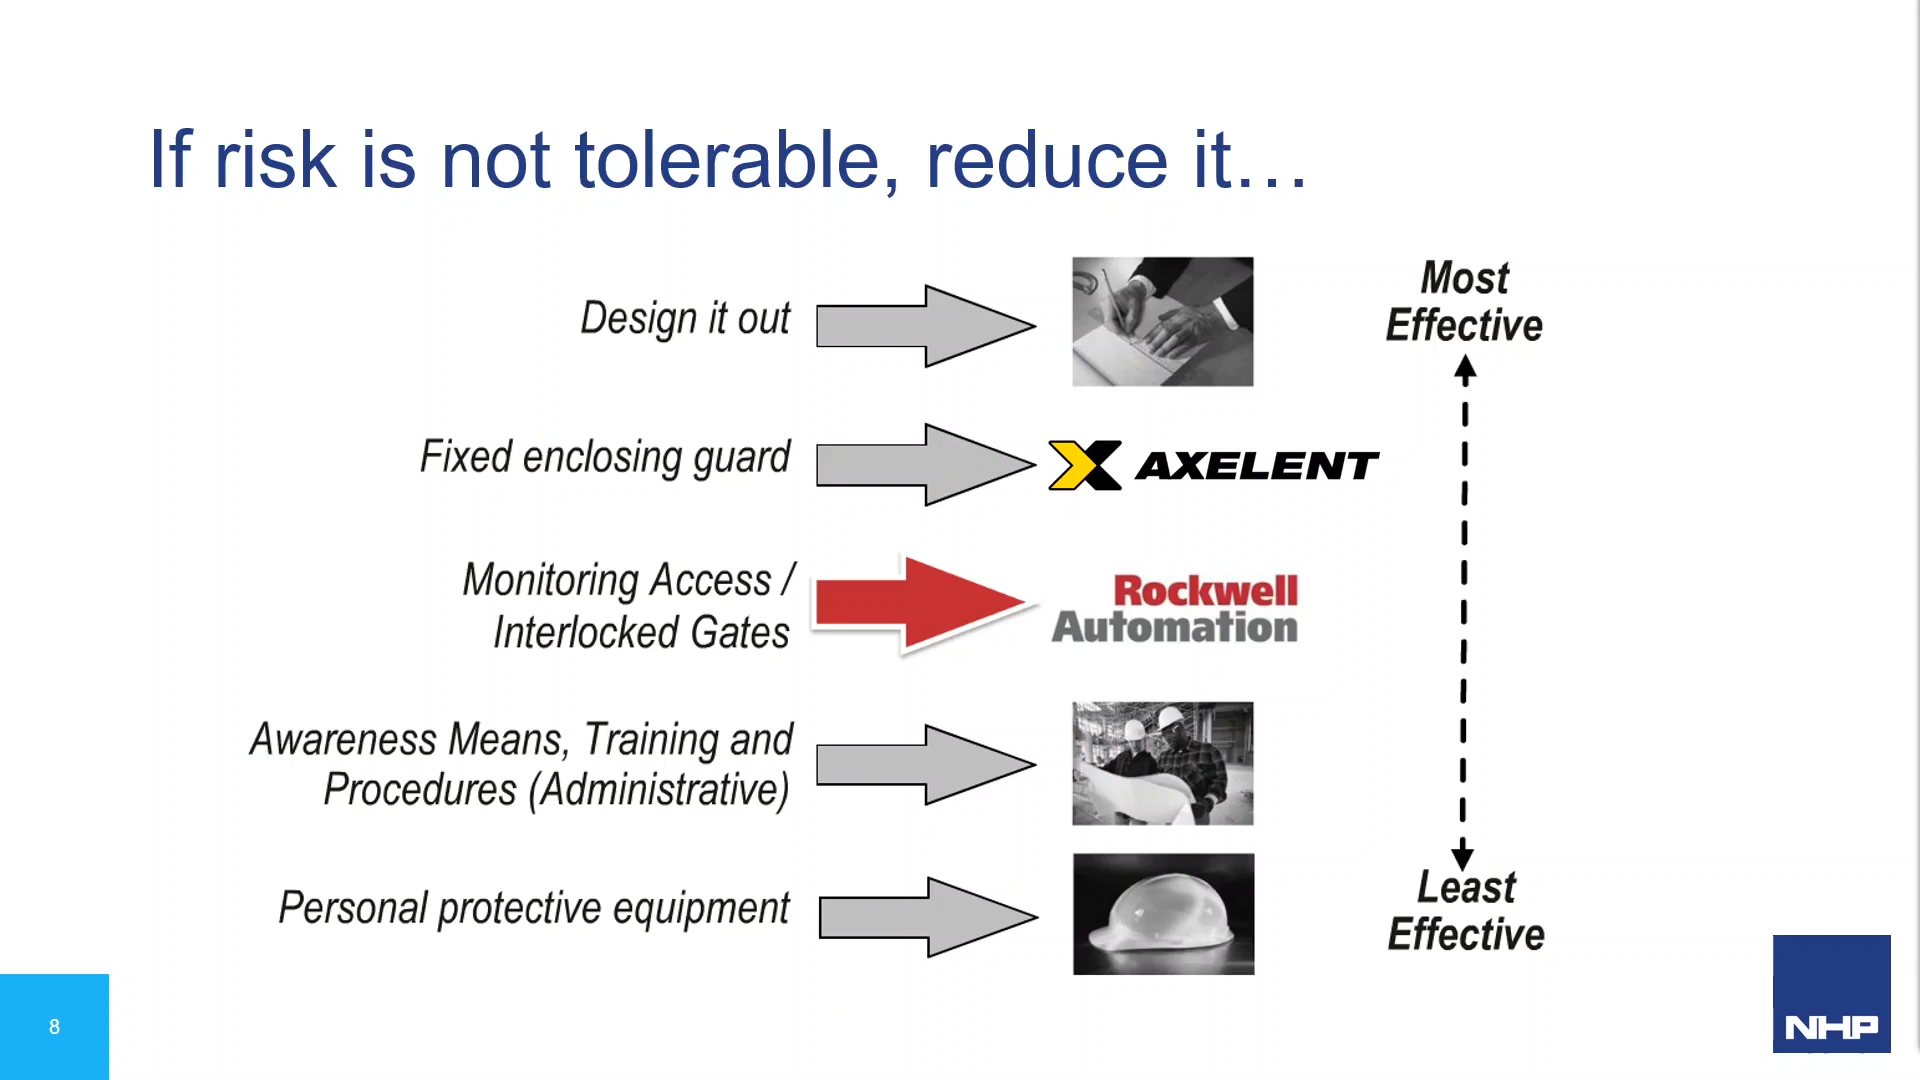 If risk is not tolerable, reduce it…
Design it out
Most
Effective
Fixed enclosing guard
AXELENT
Monitoring Access /
Interlocked Gates
Rockwell
Automation
Awareness Means, Training and
Procedures (Administrative)
Personal protective equipment
Least
Effective
8
NHP